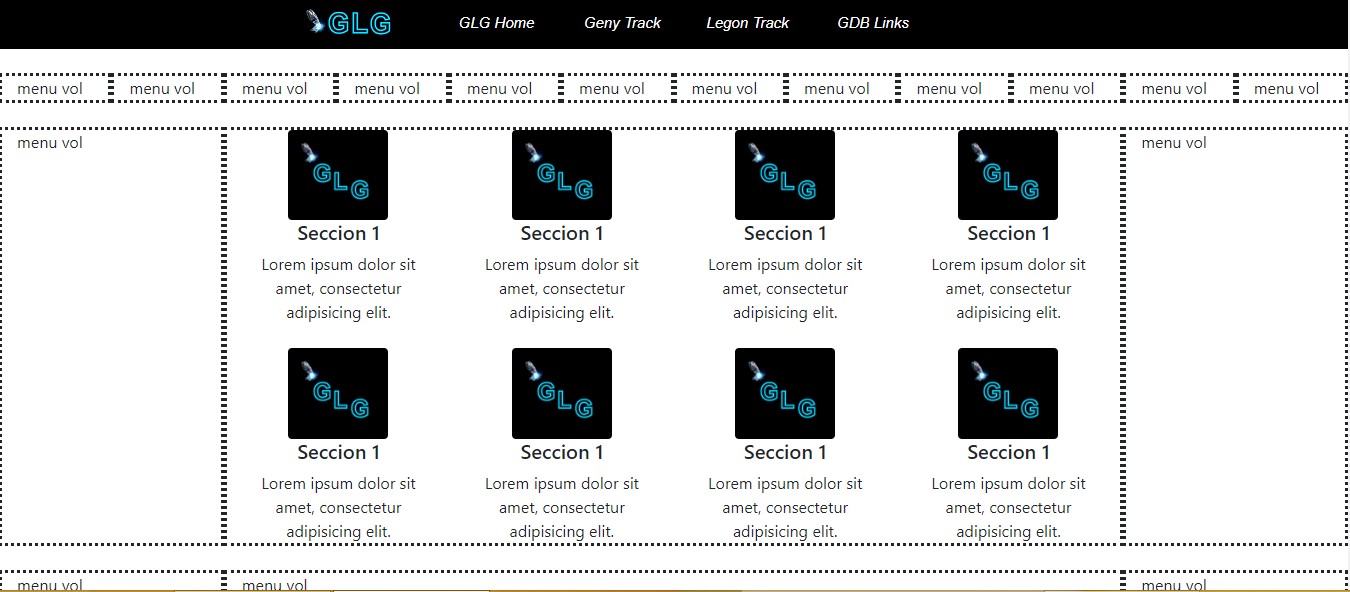 GLG GLG Home Geny Track Legon Track GDB Links
menu vol menu vol menu vol menu vol menu vol menu vol menu vol menu vol menu vol menu vol menu vol menu vol
menu vol menu vol
GLG GLG GLG GLG
Seccion 1 Seccion 1 Seccion 1 Seccion 1
Lorem ipsum dolor sit Lorem ipsum dolor sit Lorem ipsum dolor sit Lorem ipsum dolor sit
amet, consectetur amet, consectetur amet, consectetur amet, consectetur
adipisicing elit. adipisicing elit. adipisicing elit. adipisicing elit.
GLG GLG GLG GLG
Seccion 1 Seccion 1 Seccion 1 Seccion 1
Lorem ipsum dolor sit Lorem ipsum dolor sit Lorem ipsum dolor sit Lorem ipsum dolor sit
amet, consectetur amet, consectetur amet, consectetur amet, consectetur
adipisicing elit. adipisicing elit. adipisicing elit. adipisicing elit.
menu vol menu vol menu vol